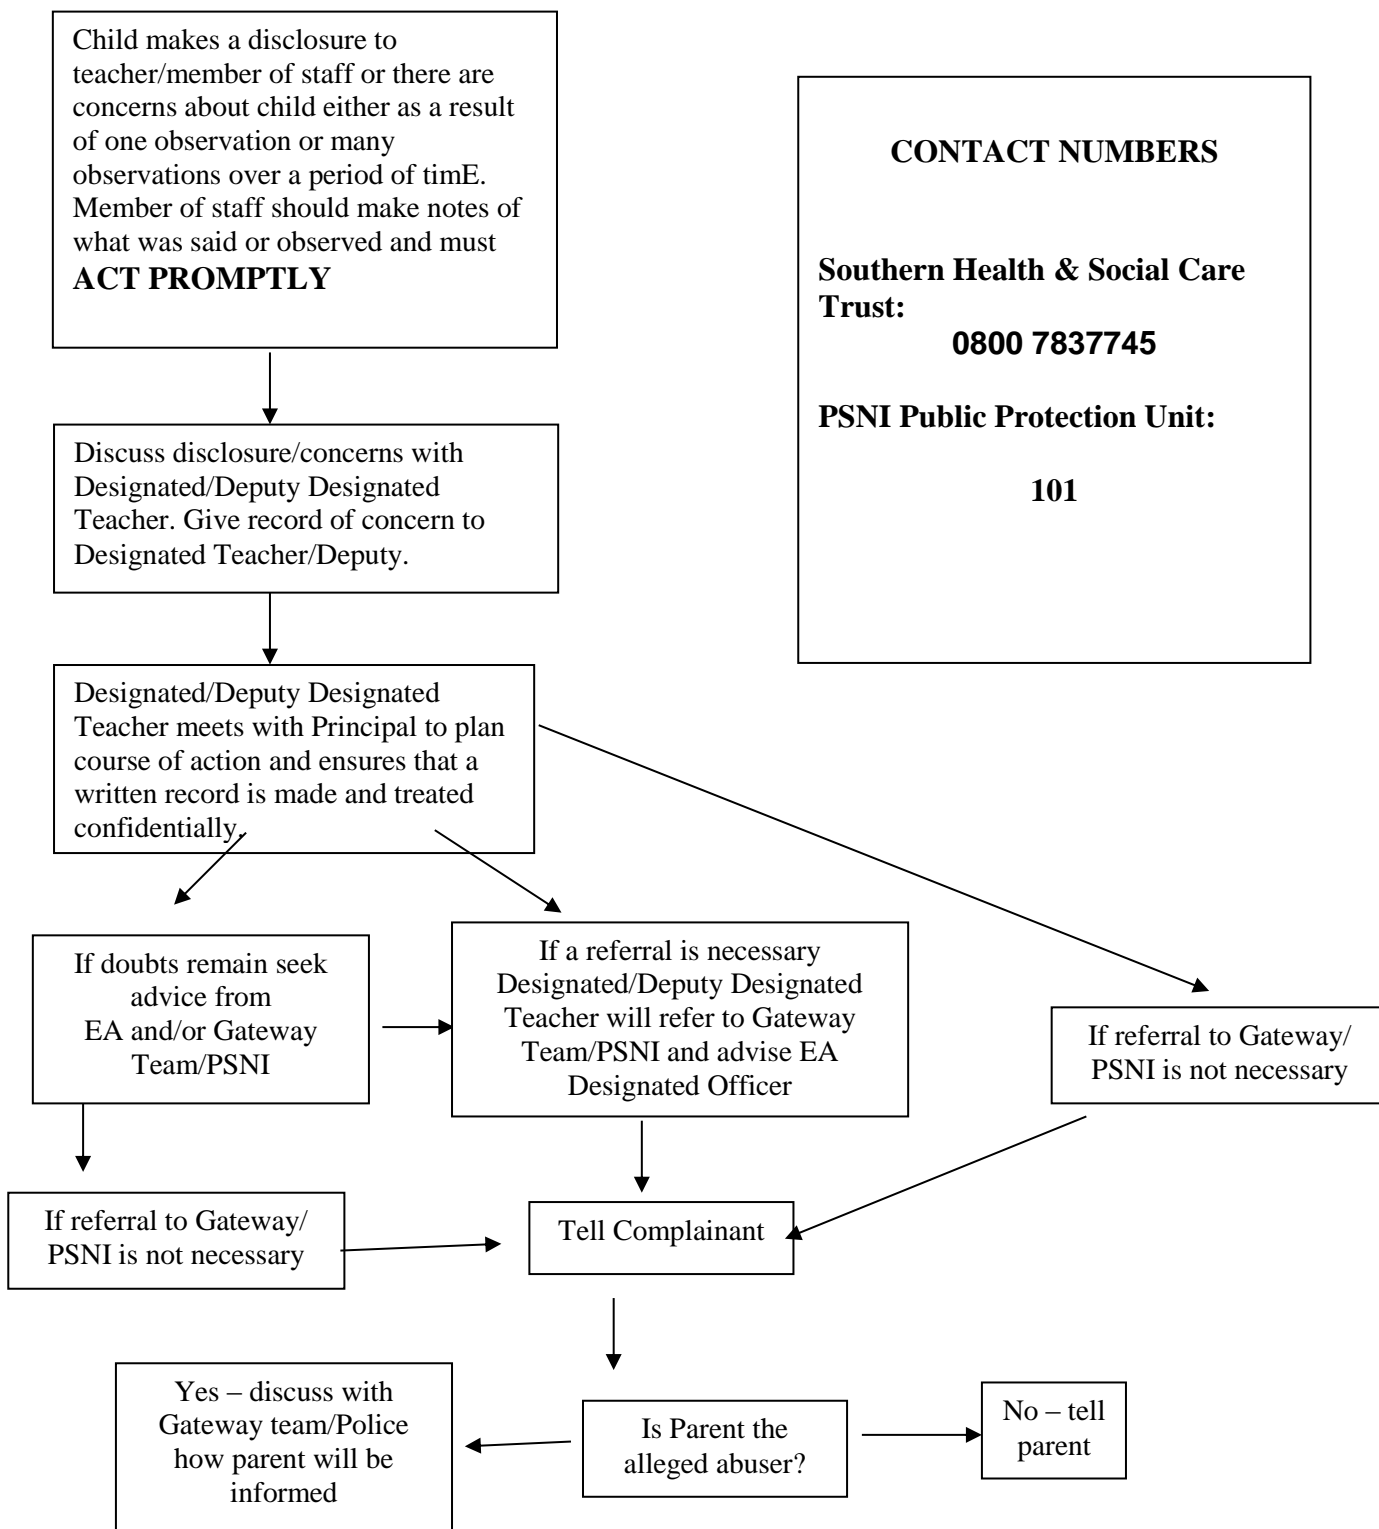 Child makes a disclosure to
teacher/member of staff or there are
concerns about child either as a result
of one observation or many
observations over a period of timE.
Member of staff should make notes of
what was said or observed and must
ACT PROMPTLY
CONTACT NUMBERS
Southern Health & Social Care
Trust:
0800 7837745
PSNI Public Protection Unit:
101
Discuss disclosure/concerns with
Designated/Deputy Designated
Teacher. Give record of concern to
Designated Teacher/Deputy.
Designated/Deputy Designated
Teacher meets with Principal to plan
course of action and ensures that a
written record is made and treated
confidentially.
If doubts remain seek
advice from
EA and/or Gateway
Team/PSNI
If a referral is necessary
Designated/Deputy Designated
Teacher will refer to Gateway
Team/PSNI and advise EA
Designated Officer
If referral to Gateway/
PSNI is not necessary
If referral to Gateway/
PSNI is not necessary
Tell Complainant
Yes – discuss with
Gateway team/Police
how parent will be
informed
Is Parent the
alleged abuser?
No – tell
parent